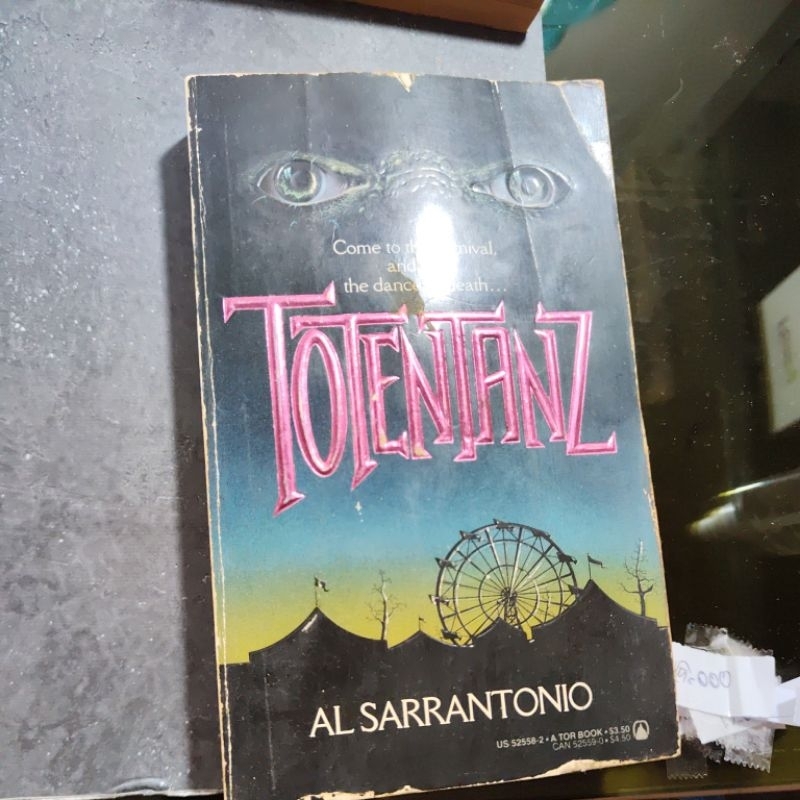 Come to
and
the dance
TOTENTANZ
AL SARRANTONIO
US 52558-2 • A TOR BOOK • $3.50
CAN 52559-0 • $4.50